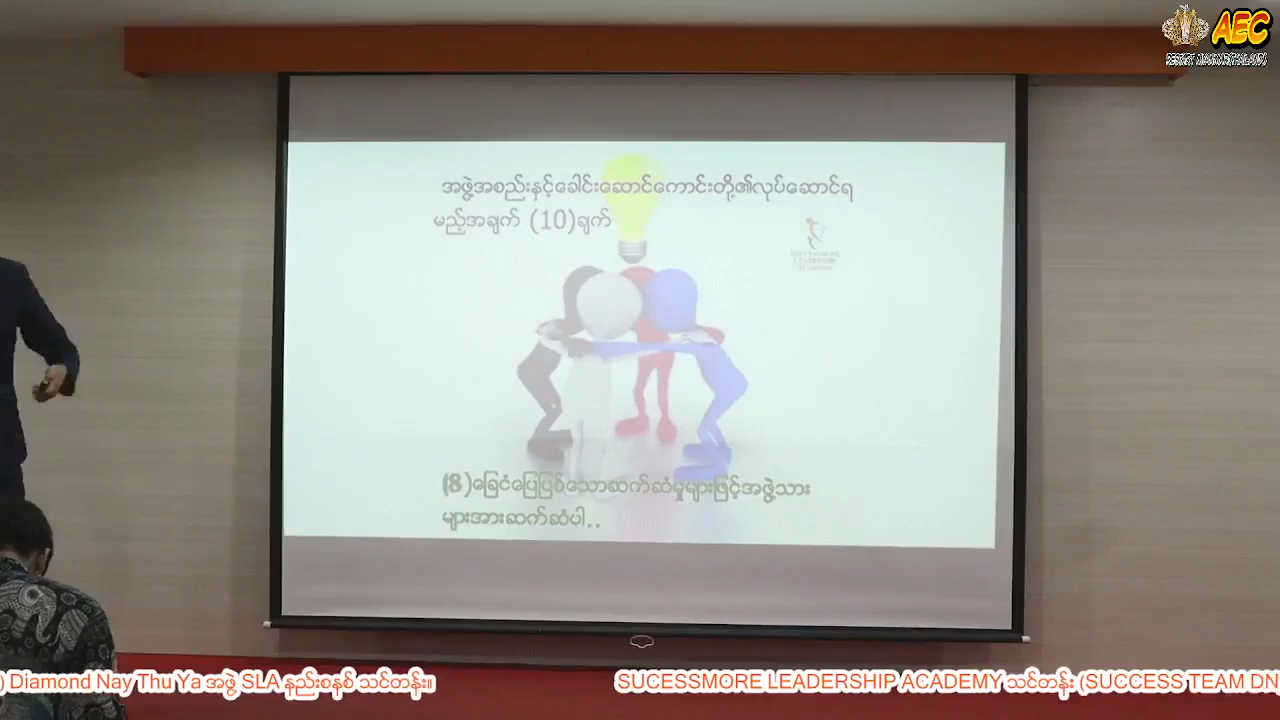 AEC
အဖွဲ့အစည်းနှင့်ခေါင်းဆောင်ကောင်းတို့၏လုပ်ဆောင်ရ
မည့်အချက် (10)ချက်
SUCCESSMORE
LEADERSHIP
ACADEMY
(8)ခြေငံပြေပြစ်သောဆက်ဆံမှုများဖြင့်အဖွဲ့သား
များအားဆက်ဆံပါ..
) Diamond Nay Thu Ya အဖွဲ့ SLA နည်းစနစ် သင်တန်း။ SUCESSMORE LEADERSHIP ACADEMY သင်တန်း (SUCCESS TEAM DN